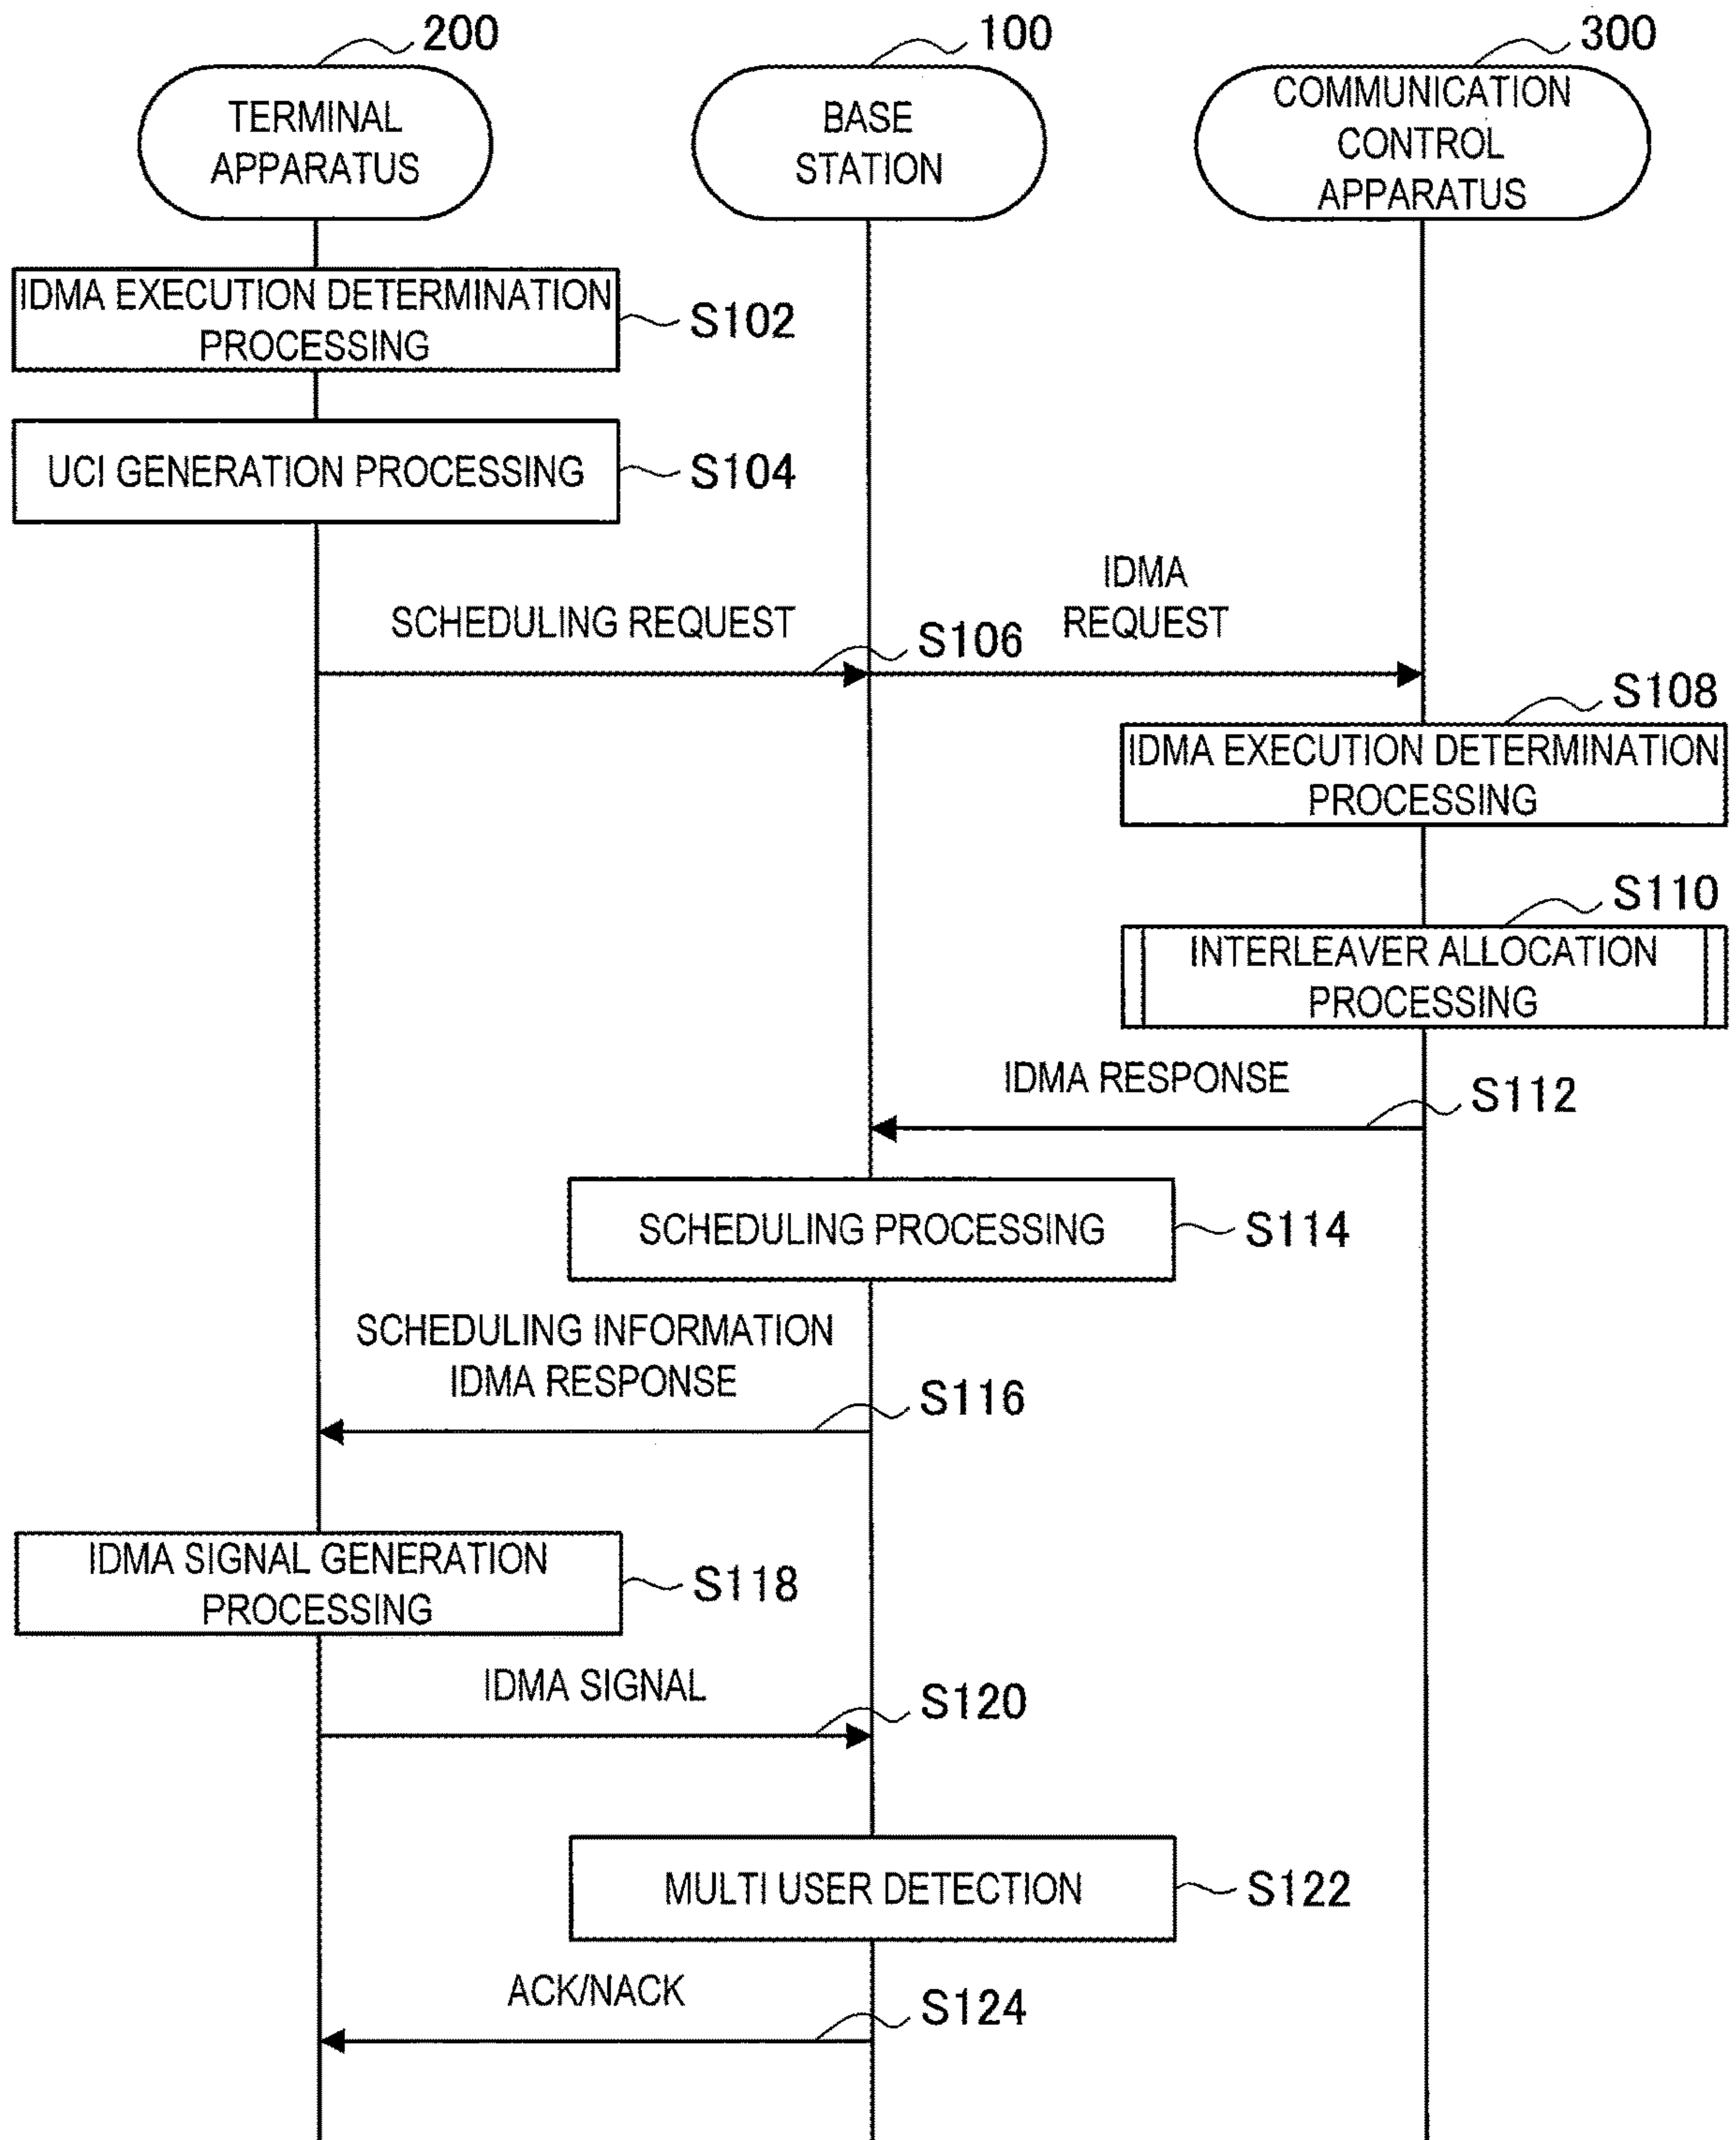 200
100
300
TERMINAL
APPARATUS
BASE
STATION
COMMUNICATION
CONTROL
APPARATUS
IDMA EXECUTION DETERMINATION
PROCESSING
S102
UCI GENERATION PROCESSING
S104
SCHEDULING REQUEST
S106
IDMA
REQUEST
S108
IDMA EXECUTION DETERMINATION
PROCESSING
S110
INTERLEAVER ALLOCATION
PROCESSING
IDMA RESPONSE
S112
SCHEDULING PROCESSING
S114
SCHEDULING INFORMATION
IDMA RESPONSE
S116
IDMA SIGNAL GENERATION
PROCESSING
S118
IDMA SIGNAL
S120
MULTI USER DETECTION
S122
ACK/NACK
S124